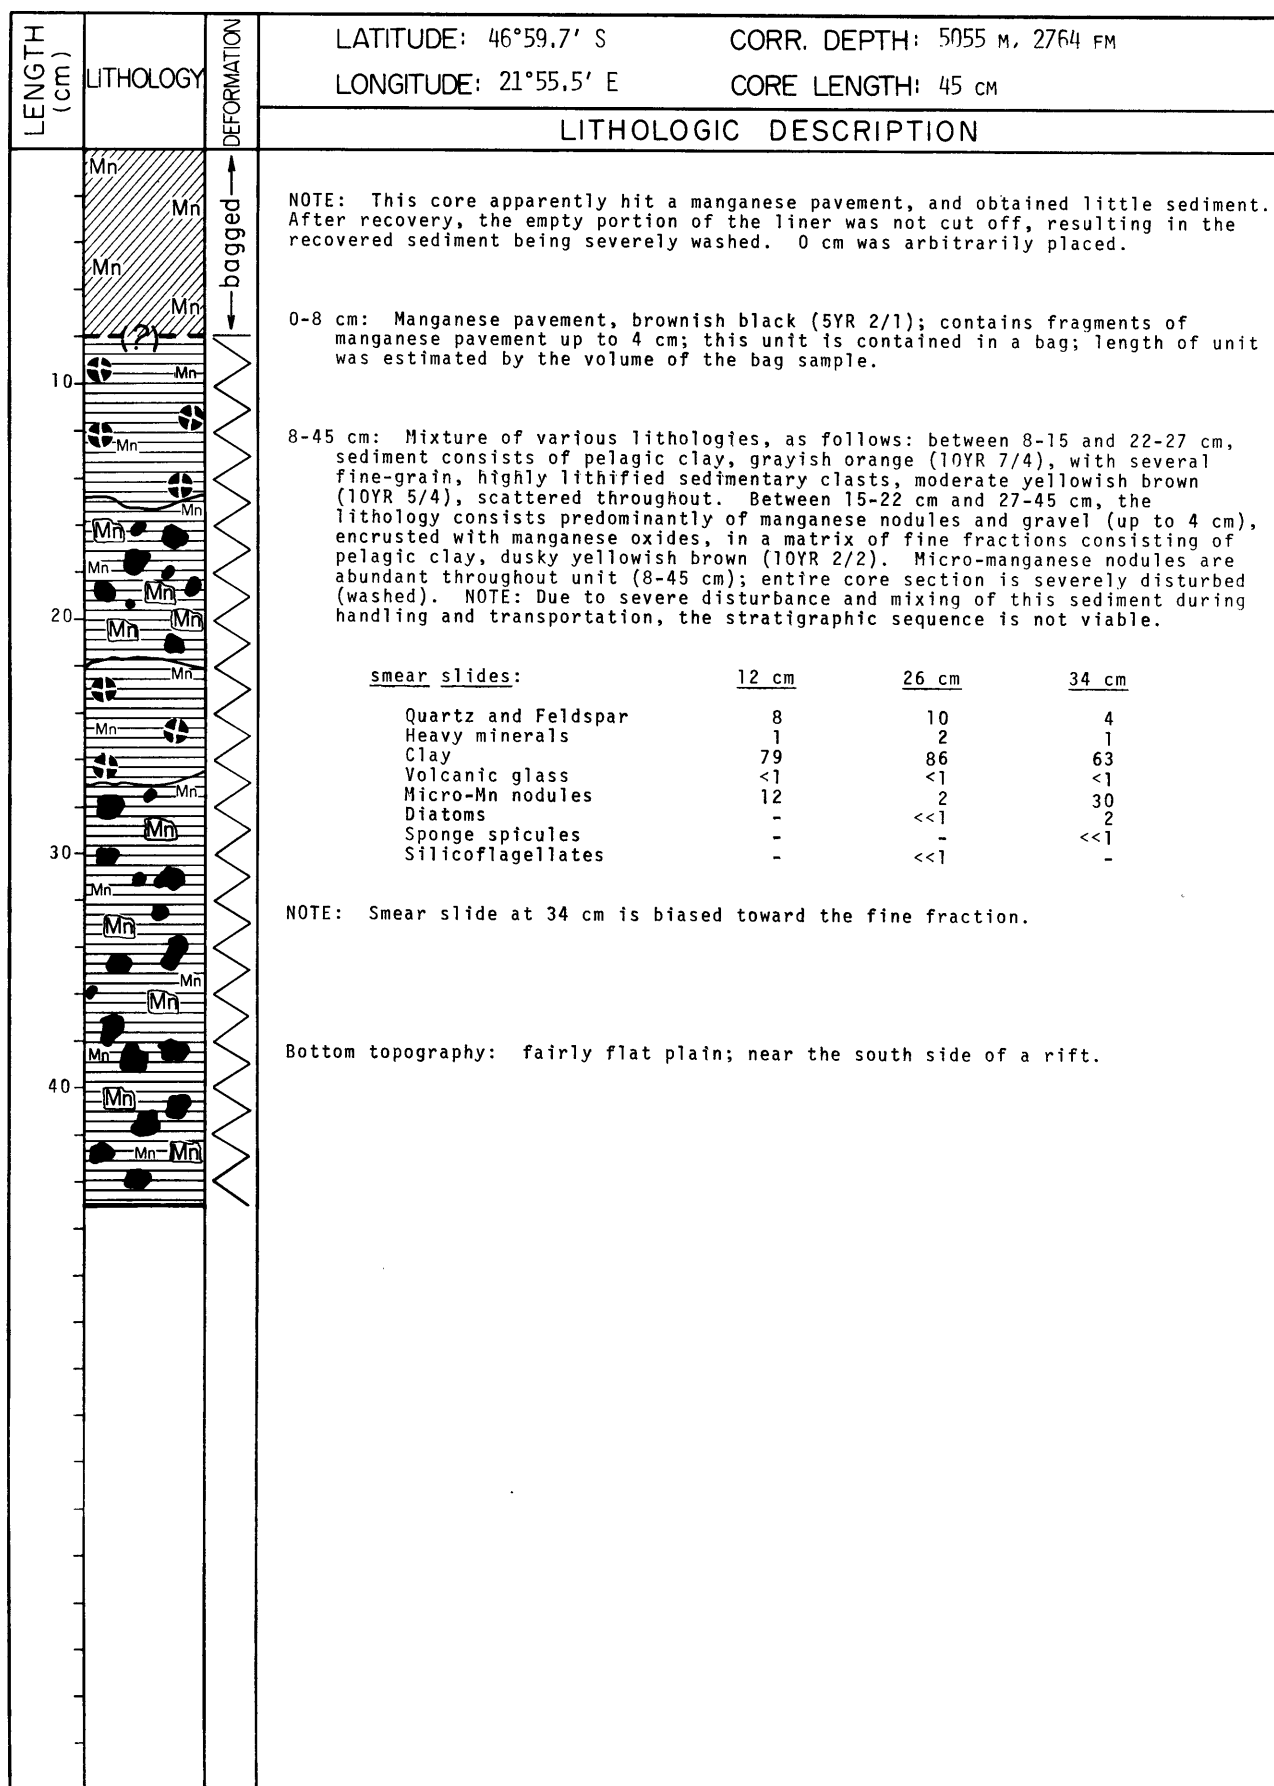 LENGTH (cm)
LITHOLOGY
DEFORMATION
LATITUDE: 46°59.7' S
CORR. DEPTH: 5055 M, 2764 FM
LONGITUDE: 21°55.5' E
CORE LENGTH: 45 CM
LITHOLOGIC DESCRIPTION
Mn
Mn
Mn
Mn
bagged
(?)
NOTE: This core apparently hit a manganese pavement, and obtained little sediment.
After recovery, the empty portion of the liner was not cut off, resulting in the
recovered sediment being severely washed. 0 cm was arbitrarily placed.
0-8 cm: Manganese pavement, brownish black (5YR 2/1); contains fragments of
manganese pavement up to 4 cm; this unit is contained in a bag; length of unit
was estimated by the volume of the bag sample.
10
Mn
Mn
Mn
8-45 cm: Mixture of various lithologies, as follows: between 8-15 and 22-27 cm,
sediment consists of pelagic clay, grayish orange (10YR 7/4), with several
fine-grain, highly lithified sedimentary clasts, moderate yellowish brown
(10YR 5/4), scattered throughout. Between 15-22 cm and 27-45 cm, the
lithology consists predominantly of manganese nodules and gravel (up to 4 cm),
encrusted with manganese oxides, in a matrix of fine fractions consisting of
pelagic clay, dusky yellowish brown (10YR 2/2). Micro-manganese nodules are
abundant throughout unit (8-45 cm); entire core section is severely disturbed
(washed). NOTE: Due to severe disturbance and mixing of this sediment during
handling and transportation, the stratigraphic sequence is not viable.
Mn
Mn
Mn
20
Mn
Mn
Mn
Mn
smear slides: 12 cm 26 cm 34 cm
Quartz and Feldspar 8 10 4
Heavy minerals 1 2 1
Clay 79 86 63
Volcanic glass <1 <1 <1
Micro-Mn nodules 12 2 30
Diatoms - <<1 2
Sponge spicules - - <<1
Silicoflagellates - <<1 -
Mn
Mn
30
Mn
Mn
Mn
Mn
NOTE: Smear slide at 34 cm is biased toward the fine fraction.
Mn
Bottom topography: fairly flat plain; near the south side of a rift.
40
Mn
Mn
Mn